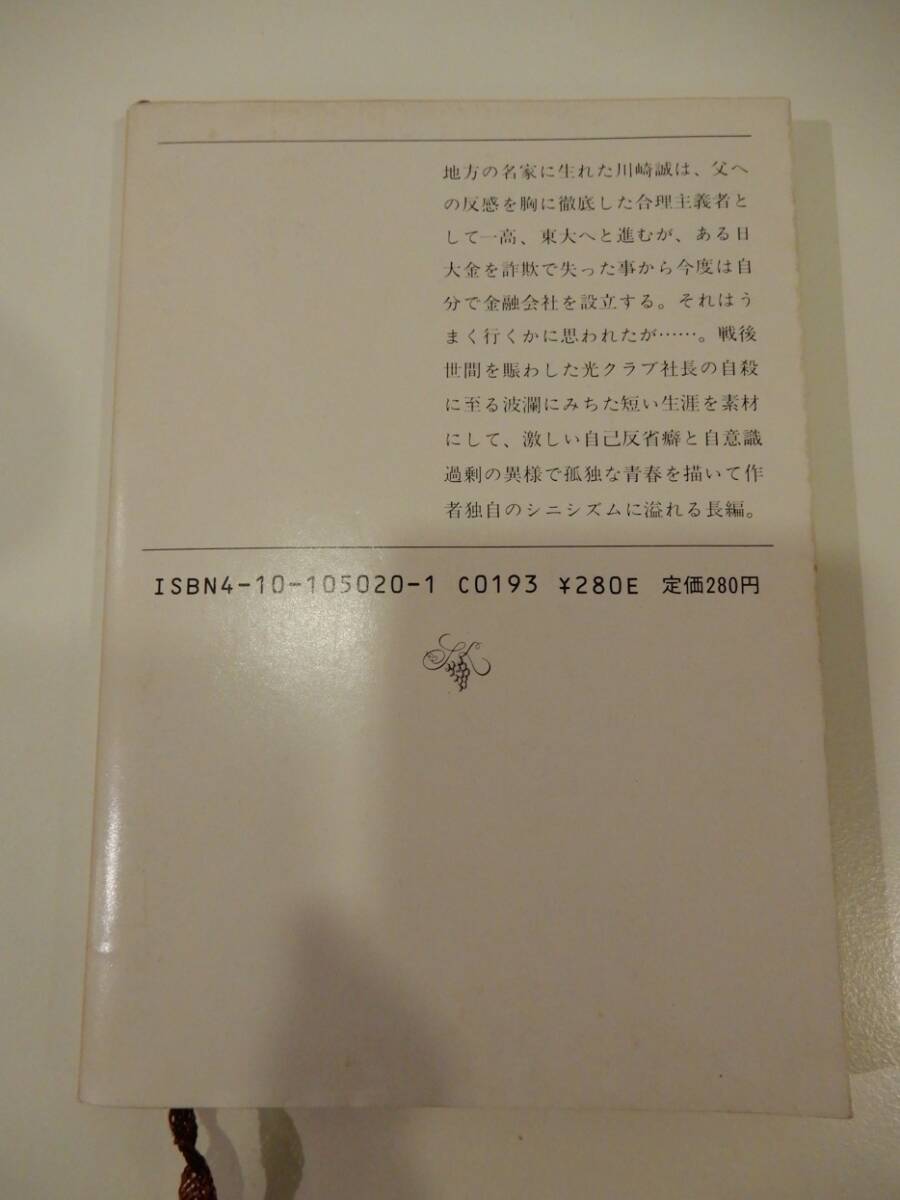 地方の名家に生れた川崎誠は、父へ
の反感を胸に徹底した合理主義者と
して一高、東大へと進むが、ある日
大金を詐欺で失った事から今度は自
分で金融会社を設立する。それはう
まく行くかに思われたが……。戦後
世間を賑わした光クラブ社長の自殺
に至る波瀾にみちた短い生涯を素材
にして、激しい自己反省癖と自意識
過剰の異様で孤独な青春を描いて作
者独自のシニシズムに溢れる長編。
ISBN4-10-105020-1 C0193 ¥280E 定価280円